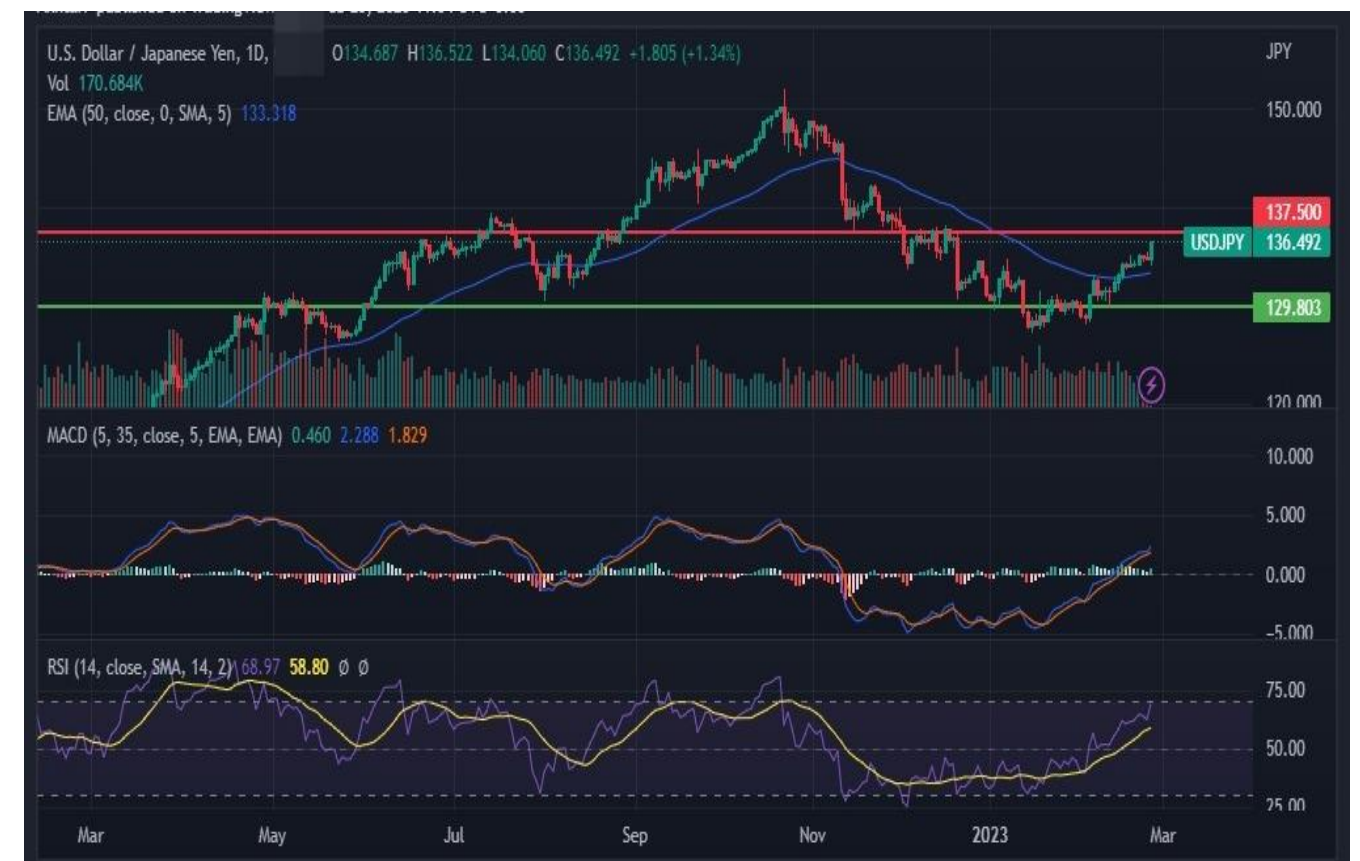 U.S. Dollar / Japanese Yen, 1D, O134.687 H136.522 L134.060 C136.492 +1.805 (+1.34%)
JPY
Vol 170.684K
EMA (50, close, 0, SMA, 5) 133.318
150.000
137.500
USDJPY 136.492
129.803
120.000
MACD (5, 35, close, 5, EMA, EMA) 0.460 2.288 1.829
10.000
5.000
0.000
-5.000
RSI (14, close, SMA, 14, 2) 68.97 58.80 ∅ ∅
75.00
50.00
25.00
Mar May Jul Sep Nov 2023 Mar